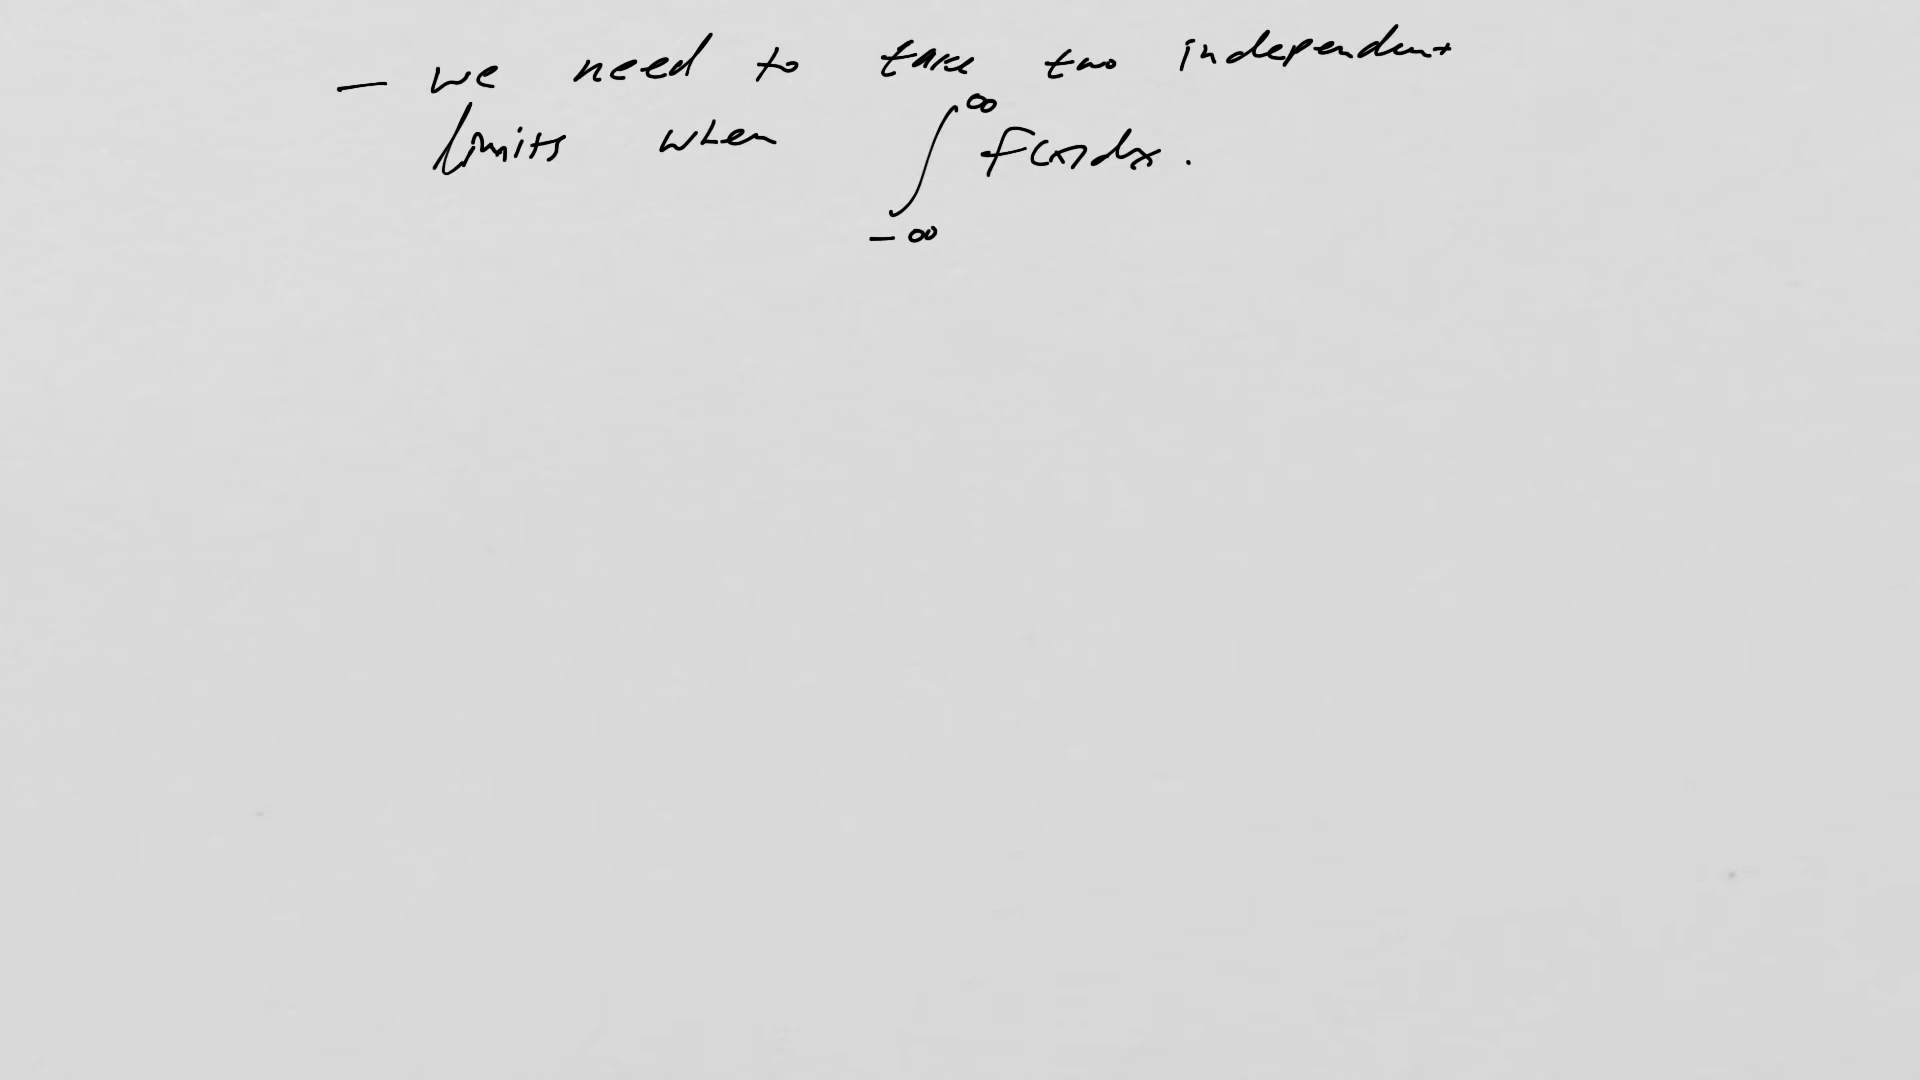 — we need to take two independent
limits when ∫_{-∞}^{∞} f(x)dx.